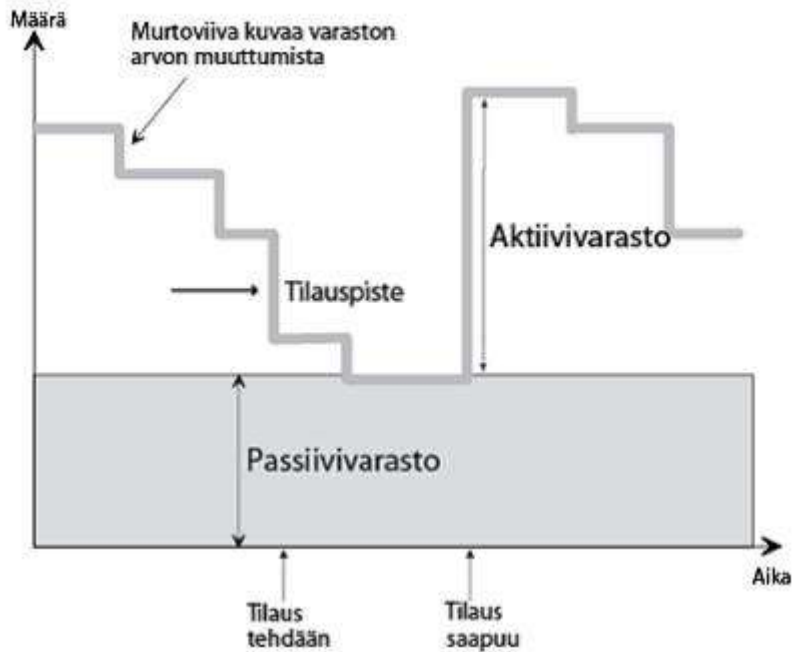 Määrä
Murtoviiva kuvaa varaston
arvon muuttumista
Aktiivivarasto
Tilauspiste
Passiivivarasto
Aika
Tilaus
tehdään
Tilaus
saapuu